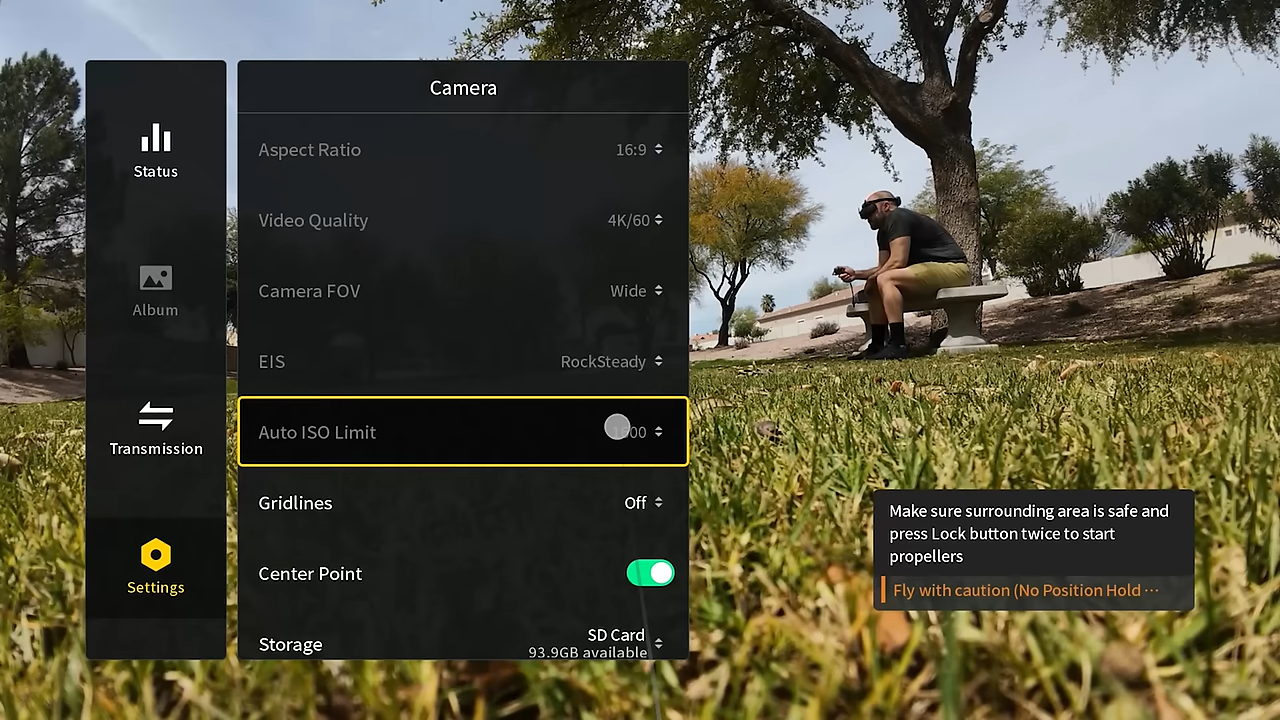 Camera
Status
Album
Transmission
Settings
Aspect Ratio 16:9
Video Quality 4K/60
Camera FOV Wide
EIS RockSteady
Auto ISO Limit
Gridlines Off
Center Point
Storage SD Card
93.9GB available
Make sure surrounding area is safe and
press Lock button twice to start
propellers
Fly with caution (No Position Hold ···